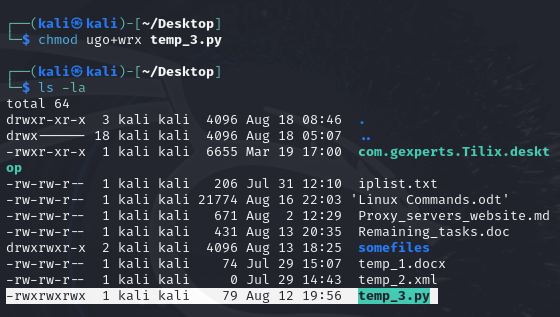 ┌──(kali㉿kali)-[~/Desktop]
└─$ chmod ugo+wrx temp_3.py
┌──(kali㉿kali)-[~/Desktop]
└─$ ls -la
total 64
drwxr-xr-x  3 kali kali  4096 Aug 18 08:46  .
drwx------ 18 kali kali  4096 Aug 18 05:07  ..
-rwxr-xr-x  1 kali kali  6655 Mar 19 17:00  com.gexperts.Tilix.deskt
op
-rw-rw-r--  1 kali kali   206 Jul 31 12:10  iplist.txt
-rw-rw-r--  1 kali kali 21774 Aug 16 22:03 'Linux Commands.odt'
-rw-rw-r--  1 kali kali   671 Aug  2 12:29  Proxy_servers_website.md
-rw-rw-r--  1 kali kali   431 Aug 13 20:35  Remaining_tasks.doc
drwxrwxr-x  2 kali kali  4096 Aug 13 18:25  somefiles
-rw-rw-r--  1 kali kali    74 Jul 29 15:07  temp_1.docx
-rw-rw-r--  1 kali kali     0 Jul 29 14:43  temp_2.xml
-rwxrwxrwx  1 kali kali    79 Aug 12 19:56  temp_3.py